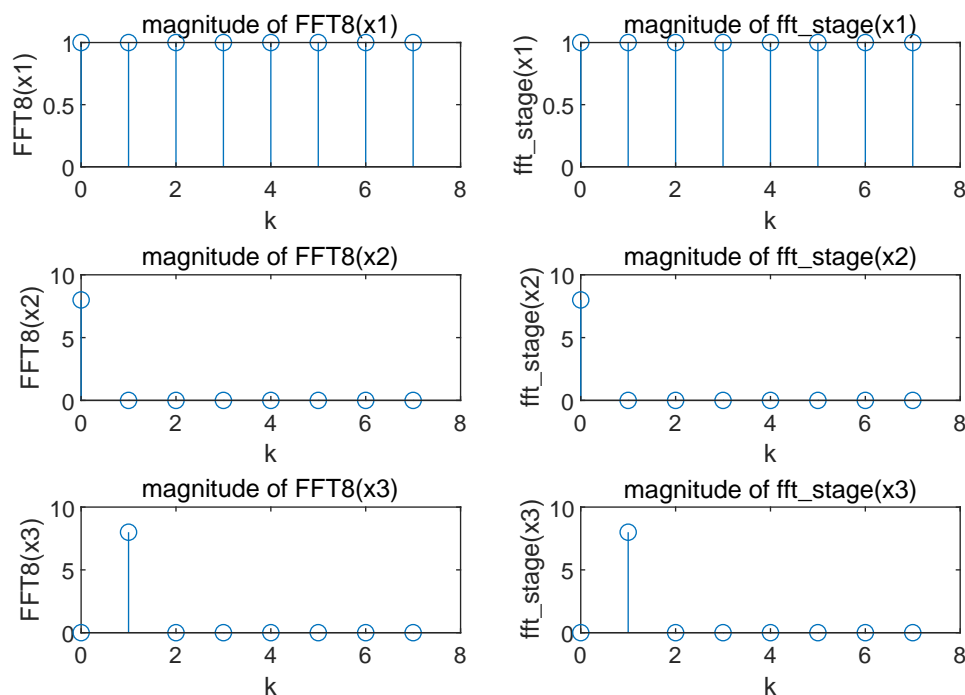 magnitude of FFT8(x1)
FFT8(x1)
1
0.5
0
0 2 4 6 8
k
magnitude of fft_stage(x1)
fft_stage(x1)
1
0.5
0
0 2 4 6 8
k
magnitude of FFT8(x2)
FFT8(x2)
10
5
0
0 2 4 6 8
k
magnitude of fft_stage(x2)
fft_stage(x2)
10
5
0
0 2 4 6 8
k
magnitude of FFT8(x3)
FFT8(x3)
10
5
0
0 2 4 6 8
k
magnitude of fft_stage(x3)
fft_stage(x3)
10
5
0
0 2 4 6 8
k